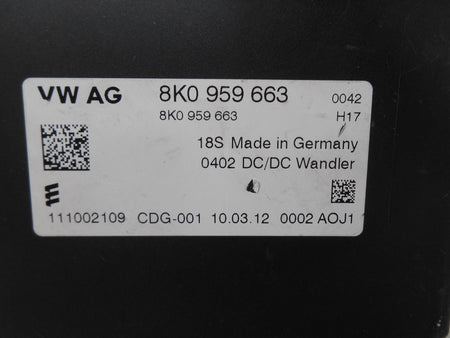 VW AG 8K0 959 663 0042
8K0 959 663 H17
18S Made in Germany
0402 DC/DC Wandler
m
111002109 CDG-001 10.03.12 0002 AOJ1